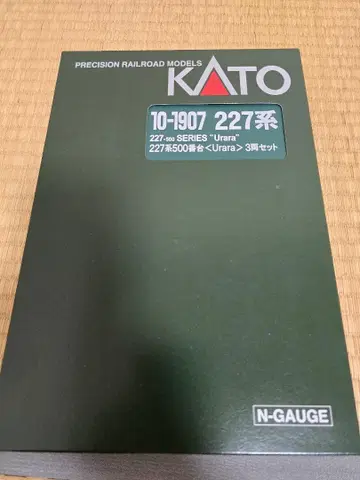 PRECISION RAILROAD MODELS
KATO
10-1907 227系
227-500 SERIES "Urara"
227系500番台<Urara>3両セット
N-GAUGE